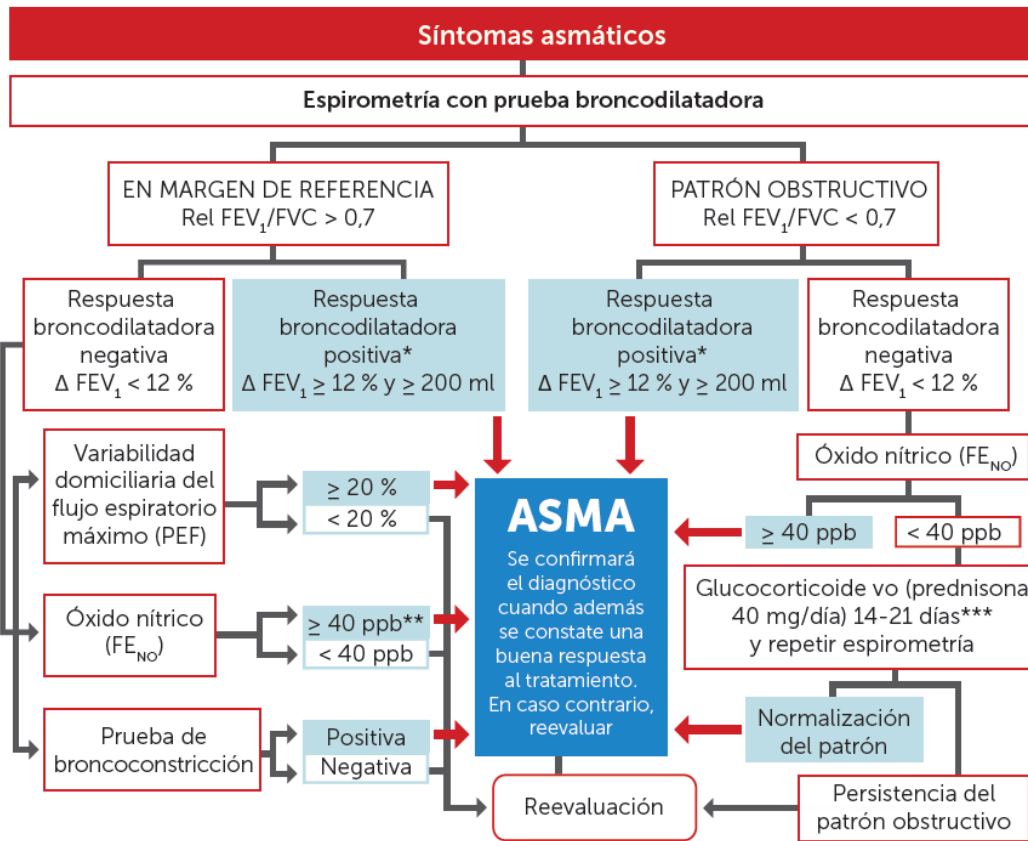 Síntomas asmáticos
Espirometría con prueba broncodilatadora
EN MARGEN DE REFERENCIA
Rel FEV₁/FVC > 0,7
PATRÓN OBSTRUCTIVO
Rel FEV₁/FVC < 0,7
Respuesta
broncodilatadora
negativa
Δ FEV₁ < 12 %
Respuesta
broncodilatadora
positiva*
Δ FEV₁ ≥ 12 % y ≥ 200 ml
Respuesta
broncodilatadora
positiva*
Δ FEV₁ ≥ 12 % y ≥ 200 ml
Respuesta
broncodilatadora
negativa
Δ FEV₁ < 12 %
Variabilidad
domiciliaria del
flujo espiratorio
máximo (PEF)
≥ 20 %
< 20 %
Óxido nítrico
(FE_NO)
≥ 40 ppb**
< 40 ppb
Prueba de
broncoconstricción
Positiva
Negativa
ASMA
Se confirmará
el diagnóstico
cuando además
se constate una
buena respuesta
al tratamiento.
En caso contrario,
reevaluar
Reevaluación
Óxido nítrico (FE_NO)
≥ 40 ppb
< 40 ppb
Glucocorticoide vo (prednisona
40 mg/día) 14-21 días***
y repetir espirometría
Normalización
del patrón
Persistencia del
patrón obstructivo